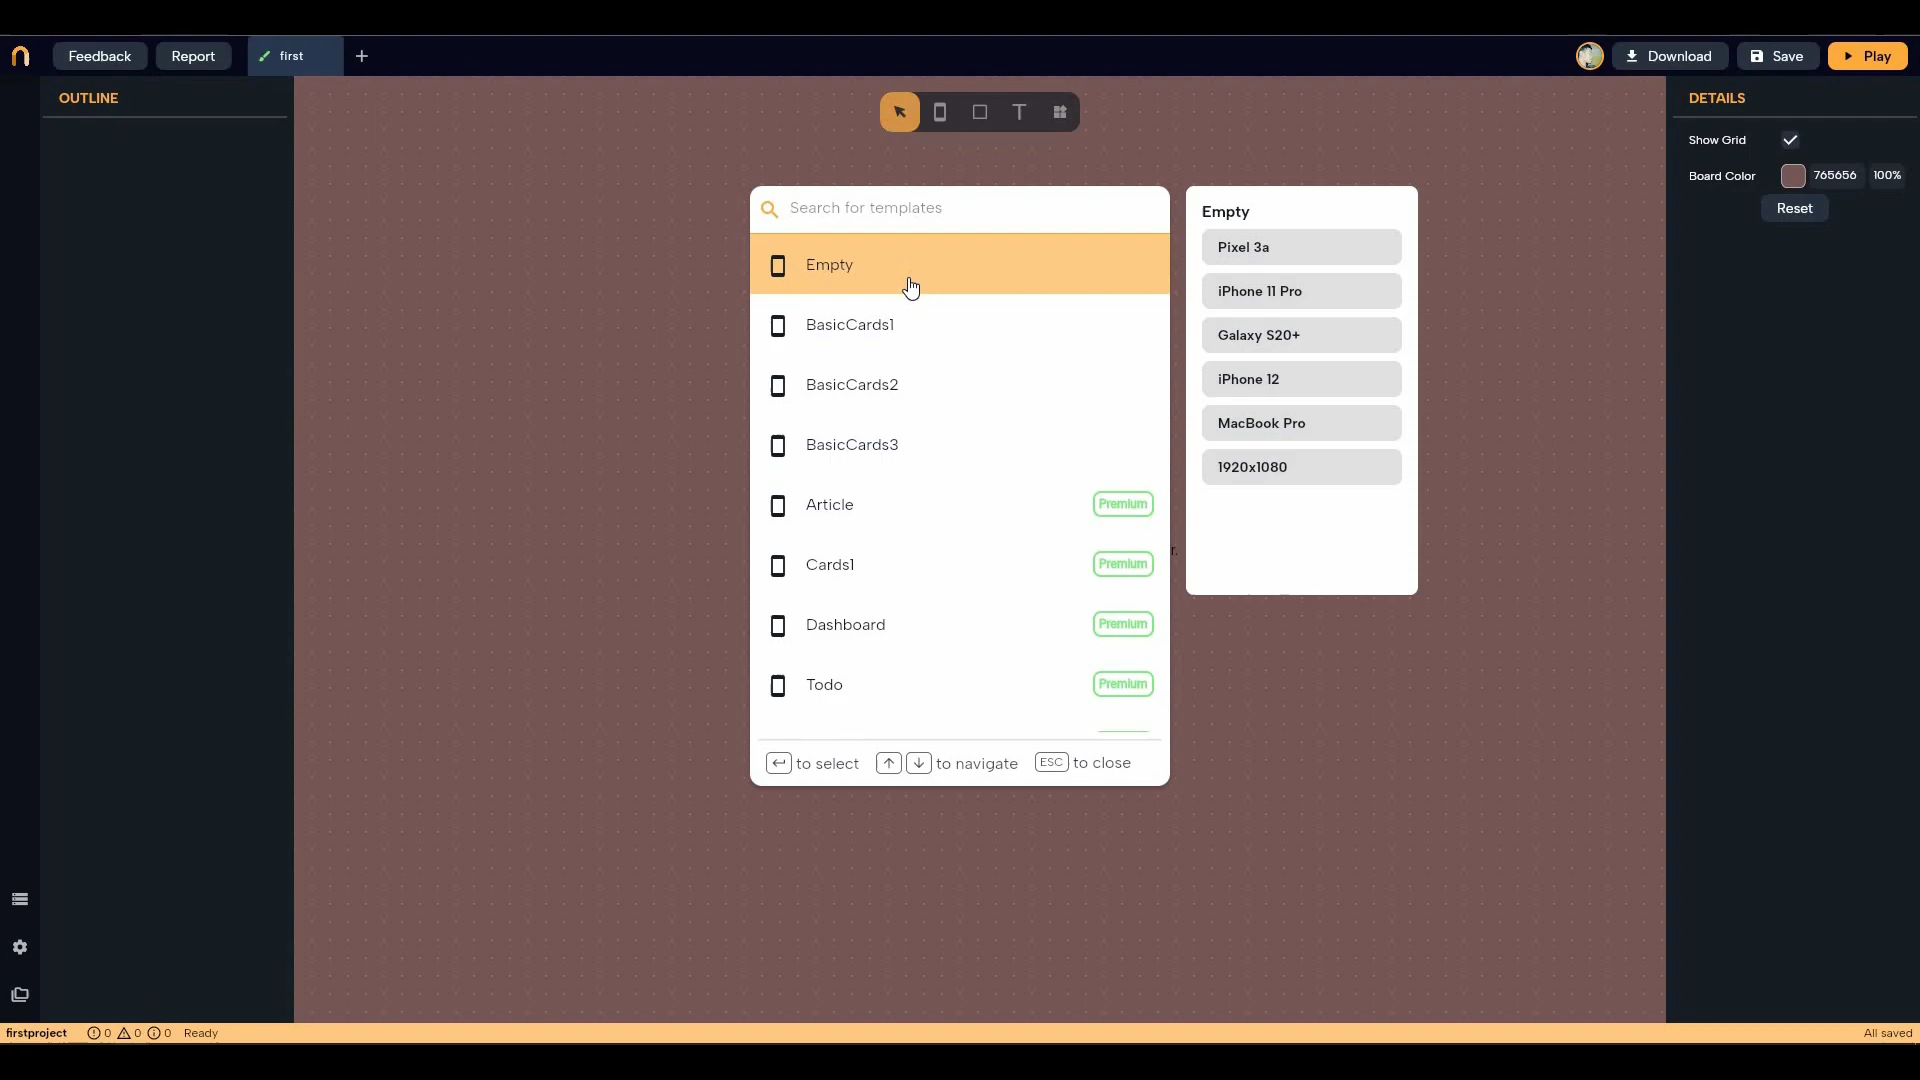 Feedback
Report
first
Download
Save
Play
OUTLINE
T
DETAILS
Show Grid
Board Color
765656
100%
Reset
Search for templates
Empty
BasicCards1
BasicCards2
BasicCards3
Article
Premium
Cards1
Premium
Dashboard
Premium
Todo
Premium
to select
to navigate
ESC to close
Empty
Pixel 3a
iPhone 11 Pro
Galaxy S20+
iPhone 12
MacBook Pro
1920x1080
r.
firstproject
0
0
0
Ready
All saved